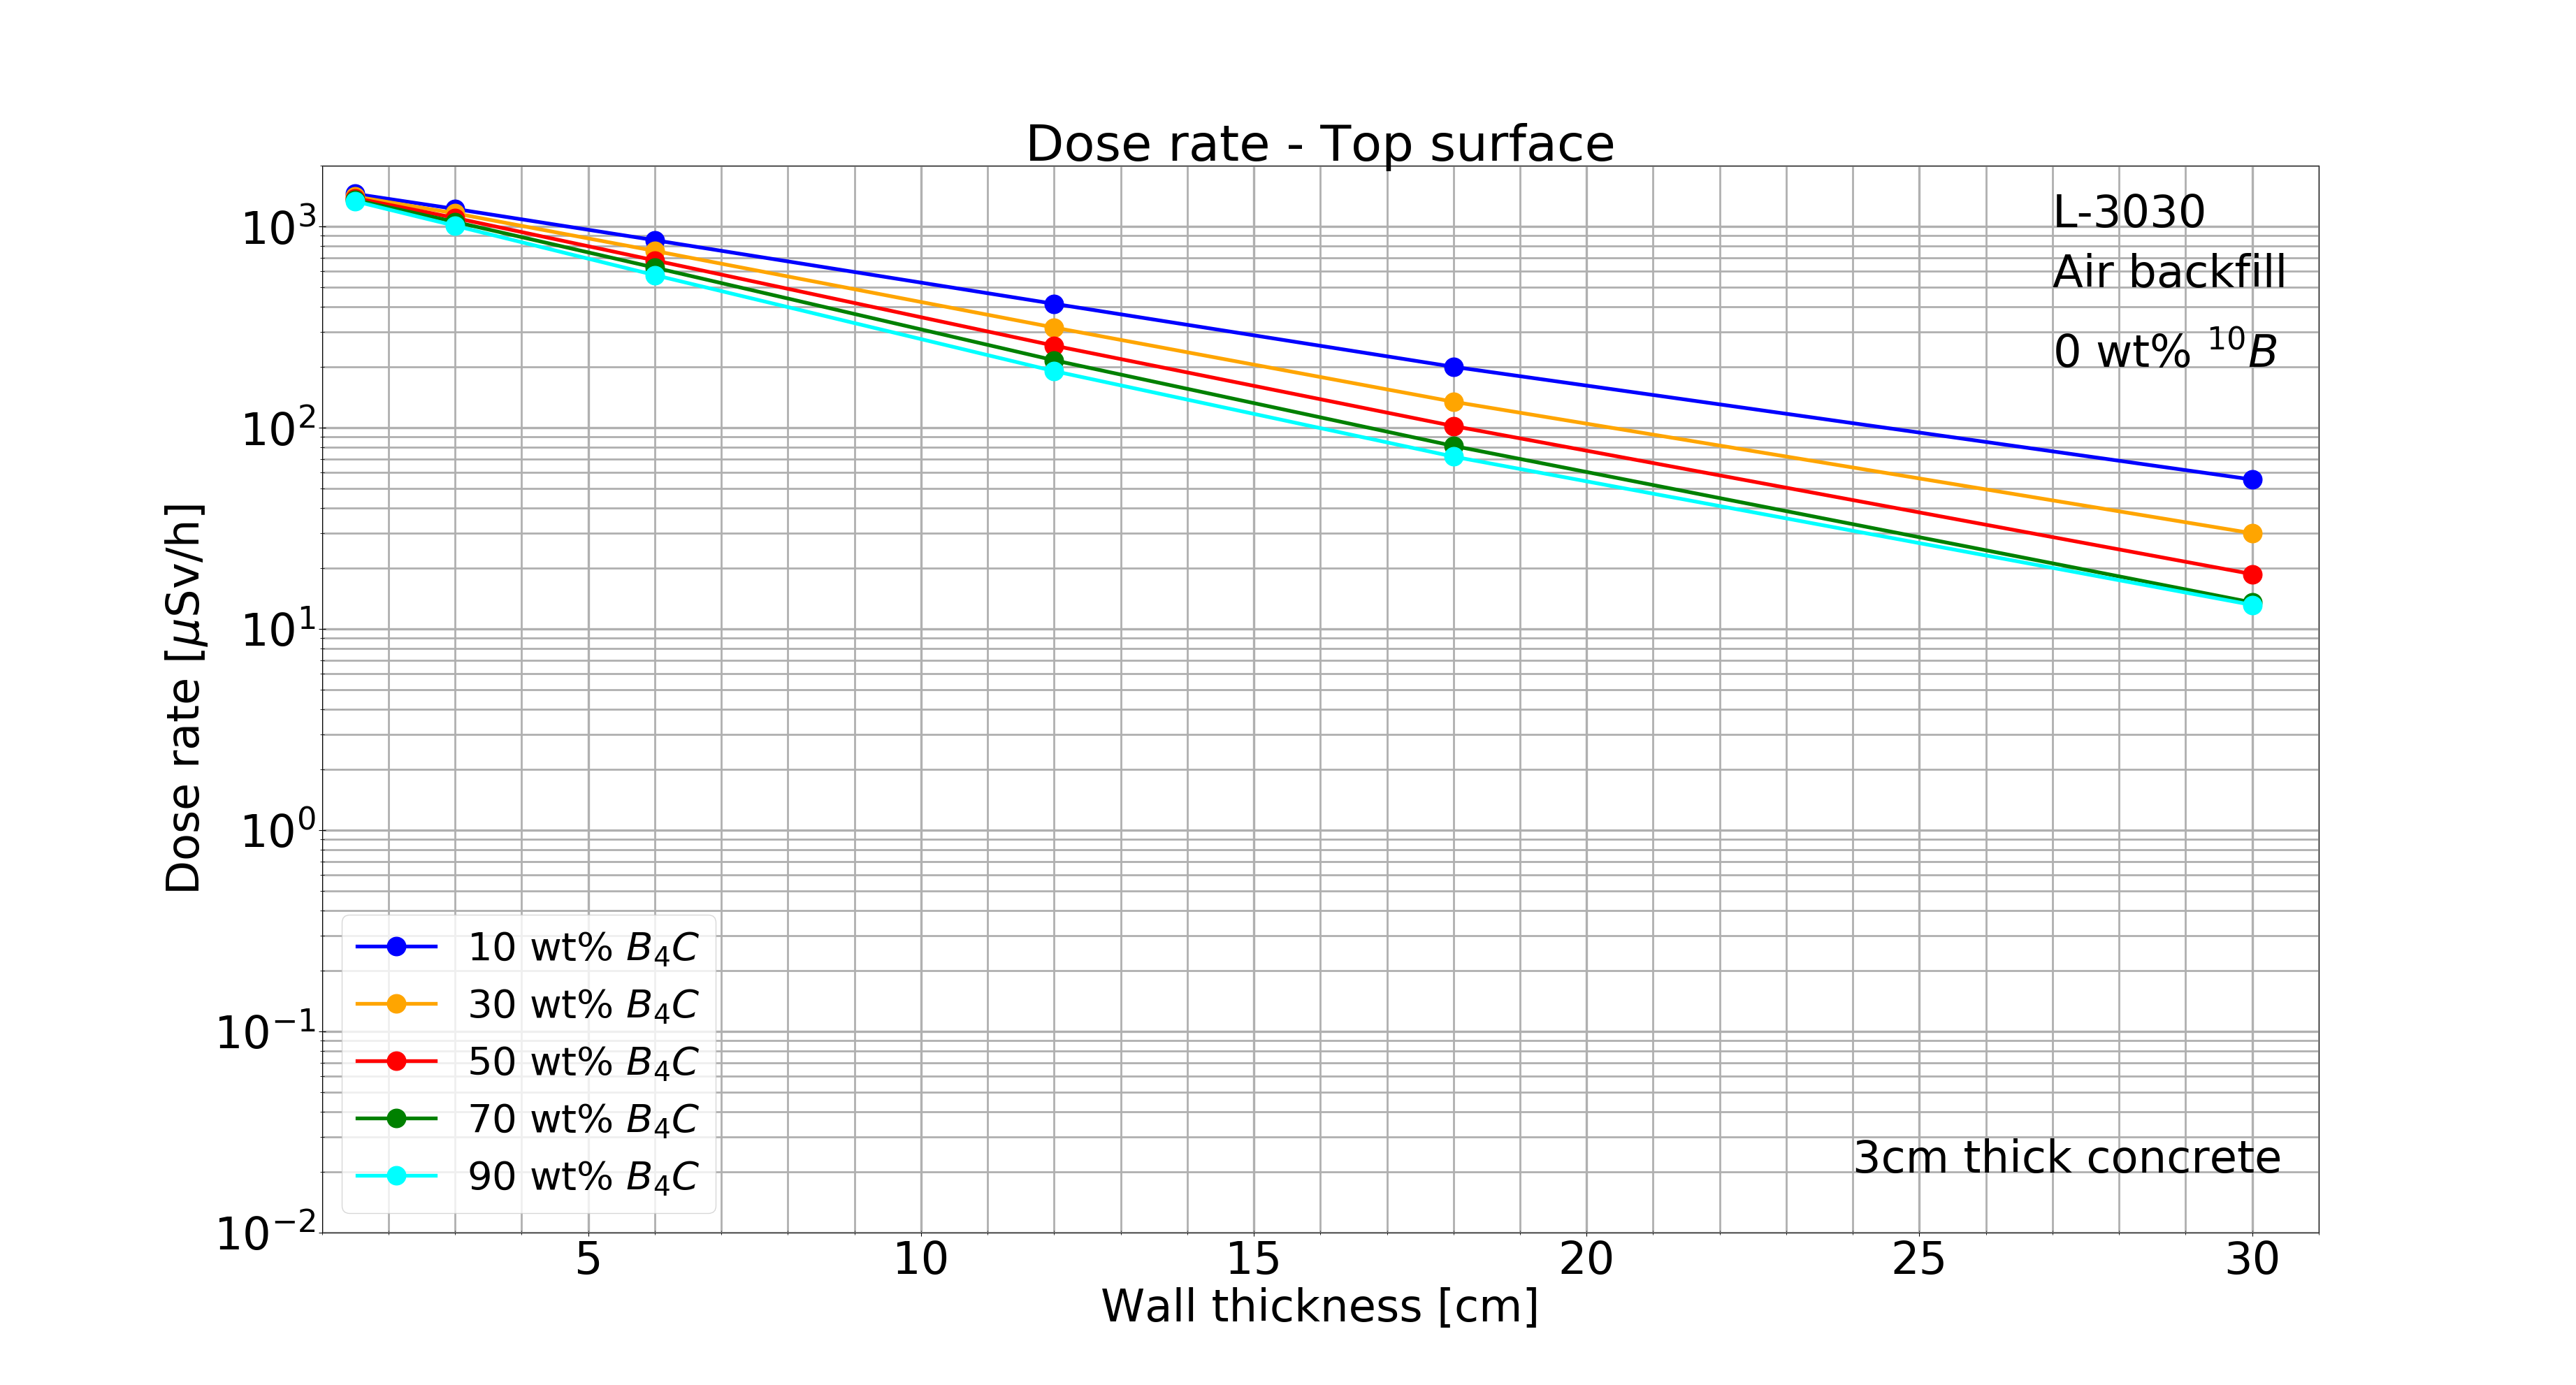 Dose rate - Top surface
L-3030
Air backfill
0 wt% ¹⁰B
10³
10²
10¹
10⁰
10⁻¹
10⁻²
Dose rate [μSv/h]
10 wt% B₄C
30 wt% B₄C
50 wt% B₄C
70 wt% B₄C
90 wt% B₄C
3cm thick concrete
5 10 15 20 25 30
Wall thickness [cm]